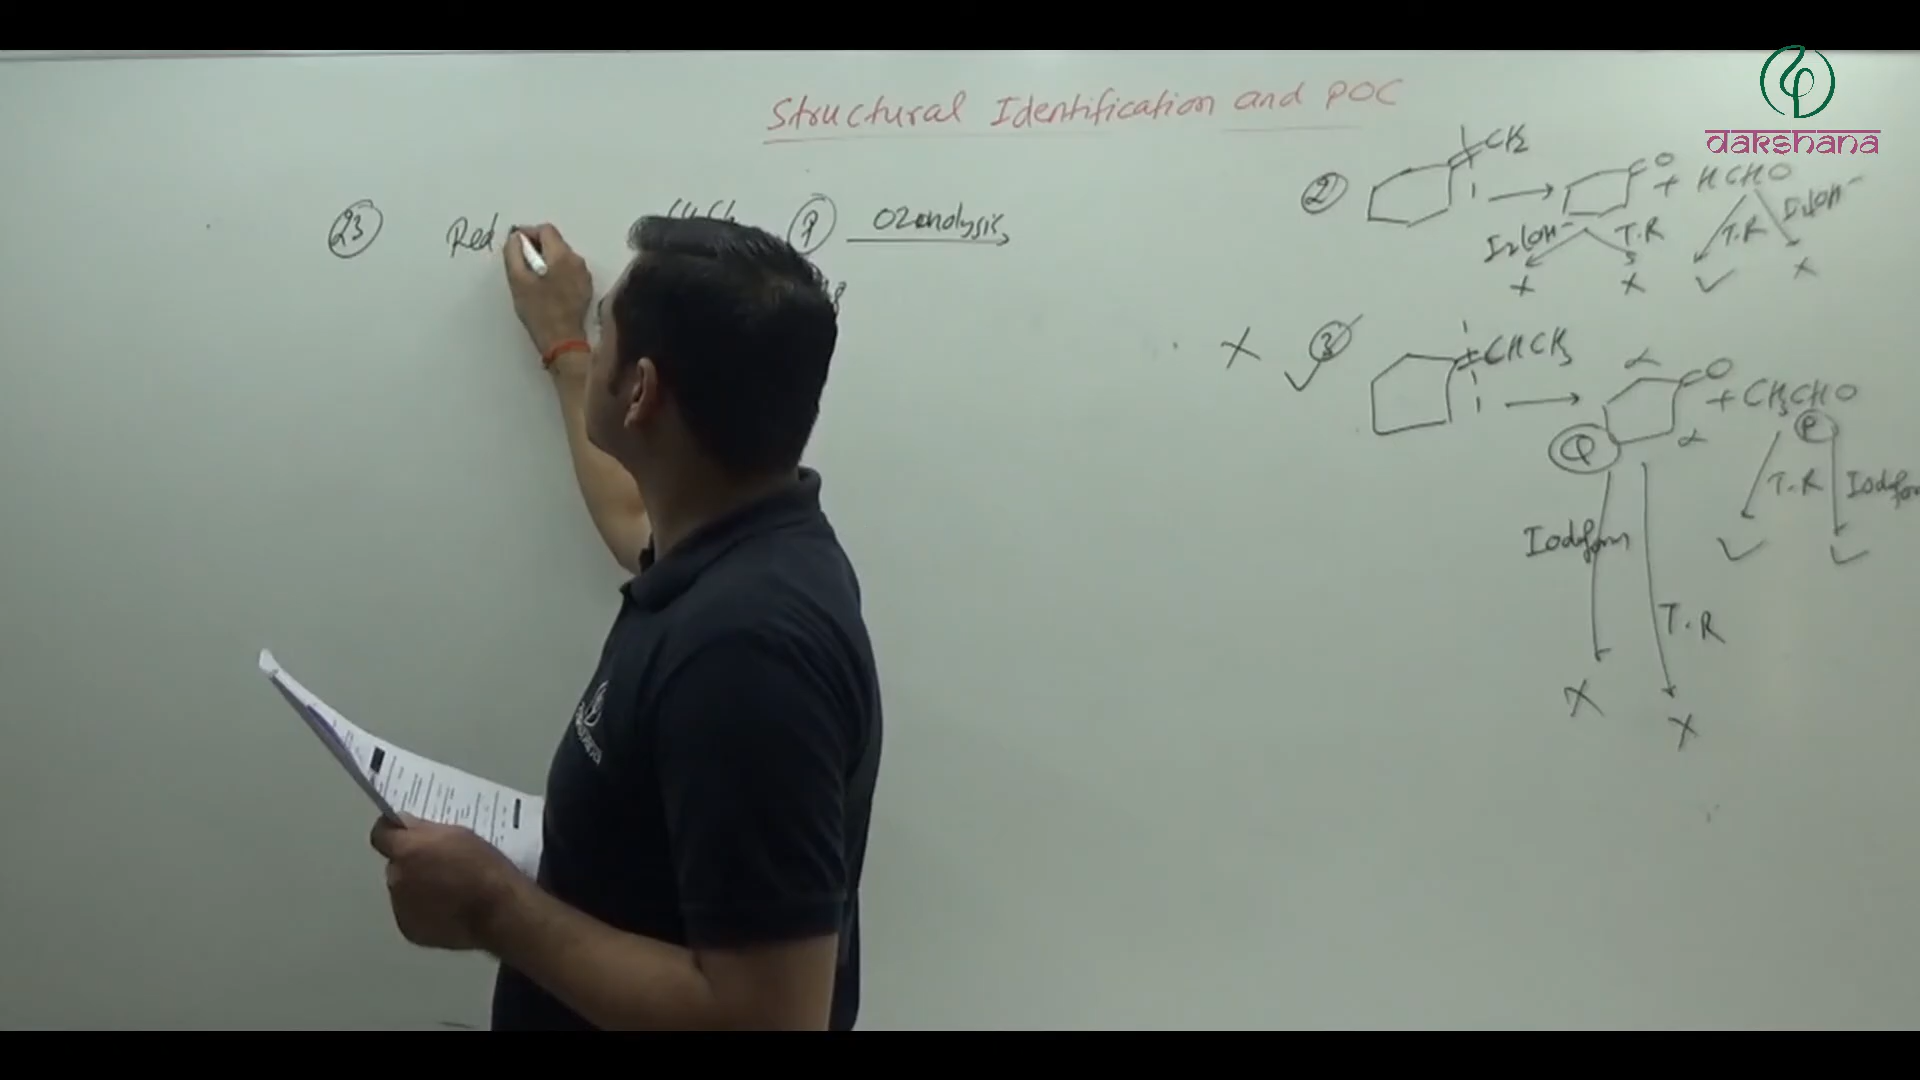 Structural Identification and POC
dakshana
23 Red P Ozonolysis
2 CH2 O + HCHO
I2/OH- T.R T.R I2/OH-
x x ✓ x
x ✓ 3 CHCH3 α O + CH3CHO
Q α P
Iodoform T.R T.R
✓ ✓
x x